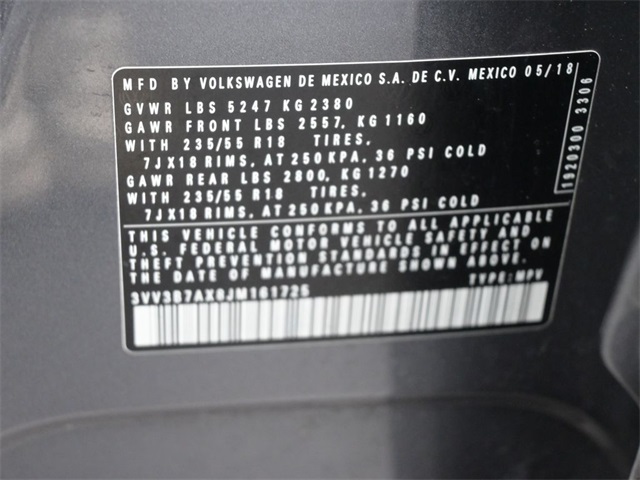 MFD BY VOLKSWAGEN DE MEXICO S.A. DE C.V. MEXICO 05/18
GVWR LBS 5247 KG 2380
GAWR FRONT LBS 2557, KG 1160
WITH 235/55 R18 TIRES,
7JX18 RIMS, AT 250 KPA, 36 PSI COLD
GAWR REAR LBS 2800, KG 1270
WITH 235/55 R18 TIRES,
7JX18 RIMS, AT 250 KPA, 36 PSI COLD
THIS VEHICLE CONFORMS TO ALL APPLICABLE
U.S. FEDERAL MOTOR VEHICLE SAFETY AND
THEFT PREVENTION STANDARDS IN EFFECT ON
THE DATE OF MANUFACTURE SHOWN ABOVE.
3VV3B7AX8JM161725 TYPE: MPV
1920300 3306